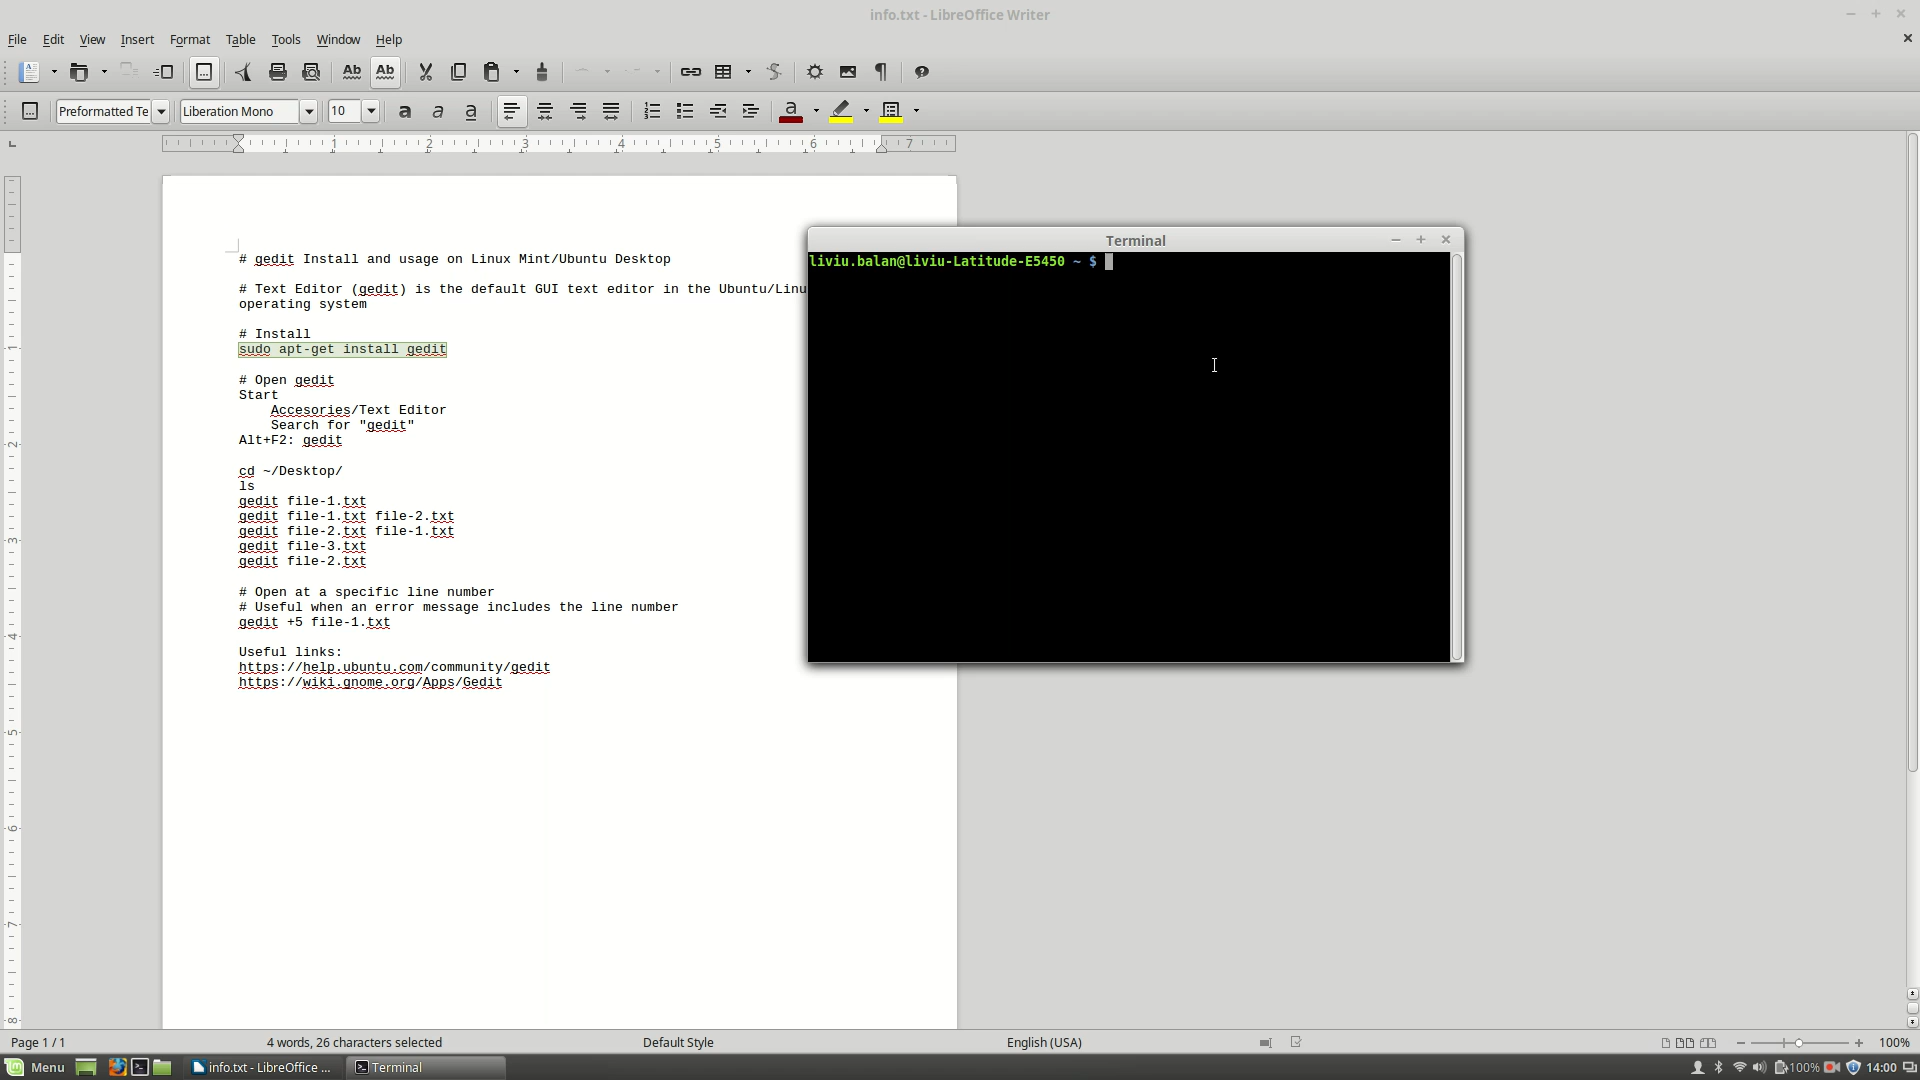 info.txt - LibreOffice Writer
File Edit View Insert Format Table Tools Window Help
Preformatted Te Liberation Mono 10
1 2 3 4 5 6 7
# gedit Install and usage on Linux Mint/Ubuntu Desktop
# Text Editor (gedit) is the default GUI text editor in the Ubuntu/Linu
operating system
# Install
sudo apt-get install gedit
# Open gedit
Start
Accesories/Text Editor
Search for "gedit"
Alt+F2: gedit
cd ~/Desktop/
ls
gedit file-1.txt
gedit file-1.txt file-2.txt
gedit file-2.txt file-1.txt
gedit file-3.txt
gedit file-2.txt
# Open at a specific line number
# Useful when an error message includes the line number
gedit +5 file-1.txt
Useful links:
https://help.ubuntu.com/community/gedit
https://wiki.gnome.org/Apps/Gedit
Terminal
liviu.balan@liviu-Latitude-E5450 ~ $
Page 1 / 1 4 words, 26 characters selected Default Style English (USA) 100%
Menu info.txt - LibreOffice ... Terminal 100% 14:00